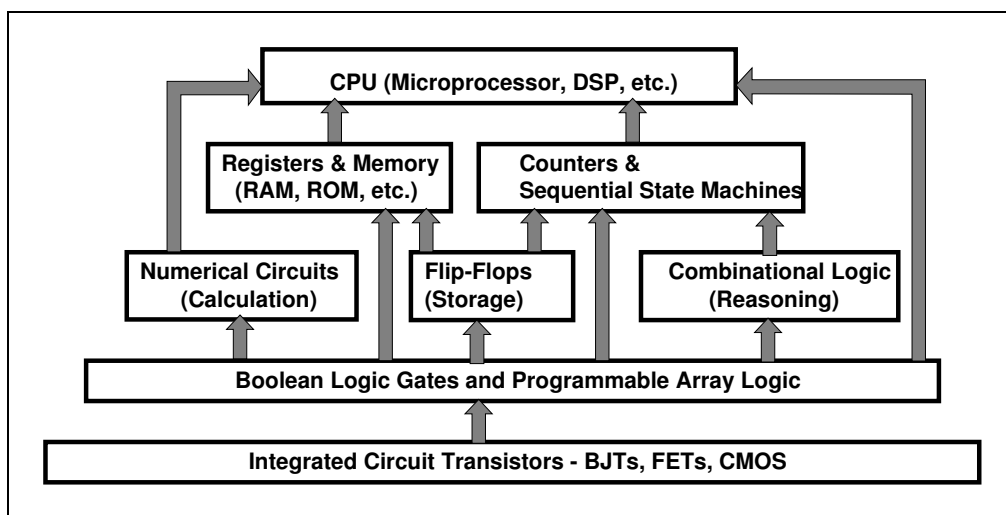 CPU (Microprocessor, DSP, etc.)
Registers & Memory
(RAM, ROM, etc.)
Counters &
Sequential State Machines
Numerical Circuits
(Calculation)
Flip-Flops
(Storage)
Combinational Logic
(Reasoning)
Boolean Logic Gates and Programmable Array Logic
Integrated Circuit Transistors - BJTs, FETs, CMOS